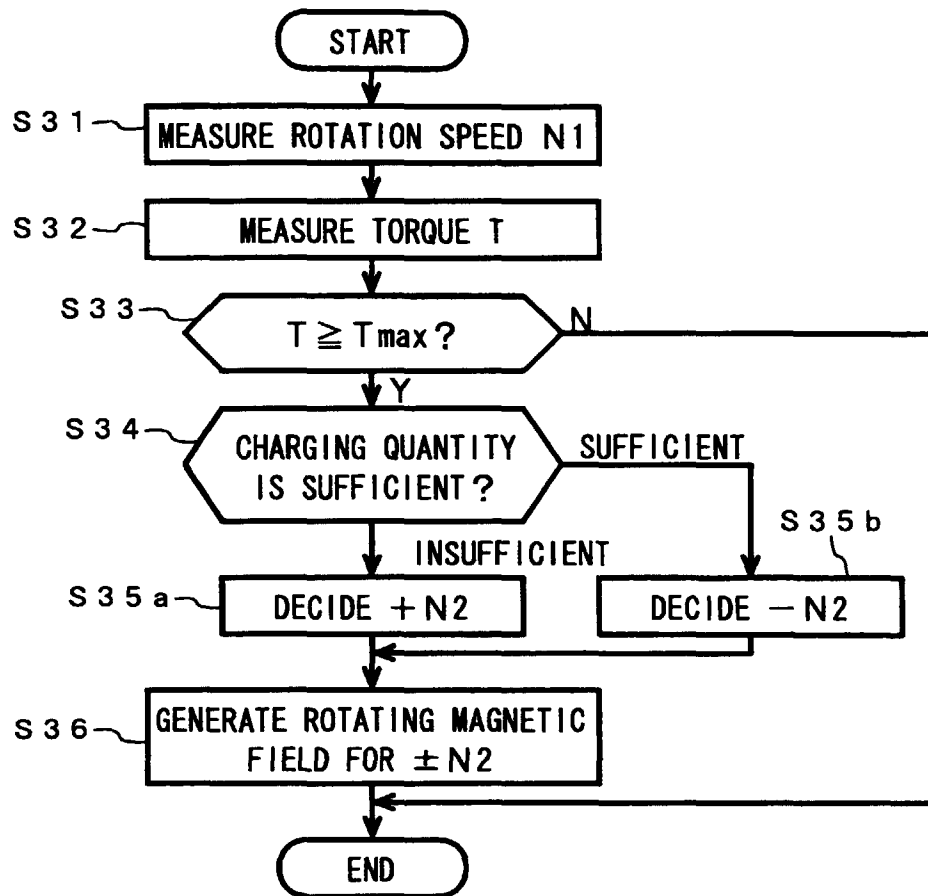 START
S31
MEASURE ROTATION SPEED N1
S32
MEASURE TORQUE T
S33
T ≧ Tmax?
N
Y
S34
CHARGING QUANTITY
IS SUFFICIENT?
SUFFICIENT
INSUFFICIENT
S35b
S35a
DECIDE +N2
DECIDE −N2
S36
GENERATE ROTATING MAGNETIC
FIELD FOR ±N2
END